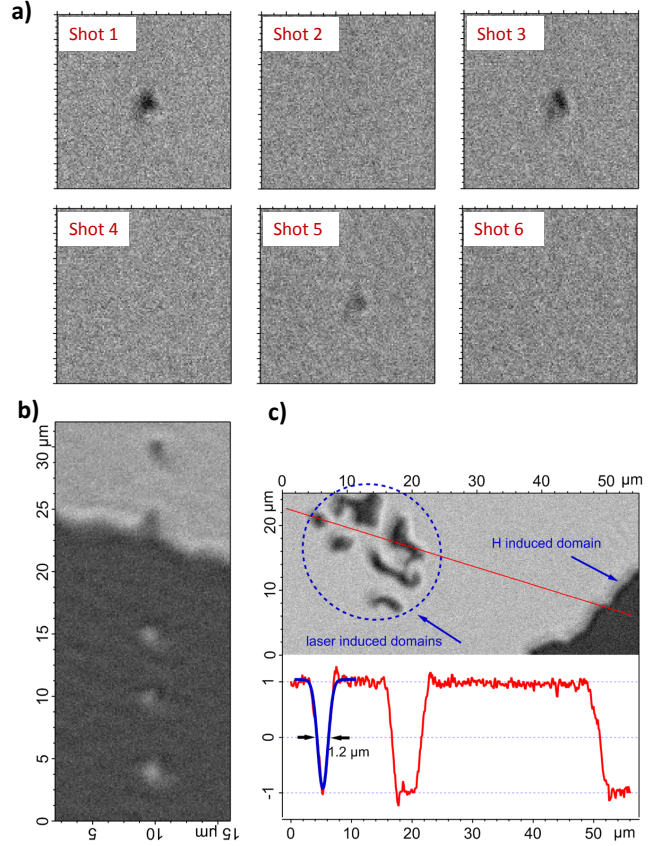 a)
Shot 1
Shot 2
Shot 3
Shot 4
Shot 5
Shot 6
b)
c)
30 µm
25
20
15
10
5
0
5
10
15 µm
0
10
20
30
40
50
µm
20 µm
10
0
H induced domain
laser induced domains
1
0
-1
1.2 µm
0
10
20
30
40
50
µm